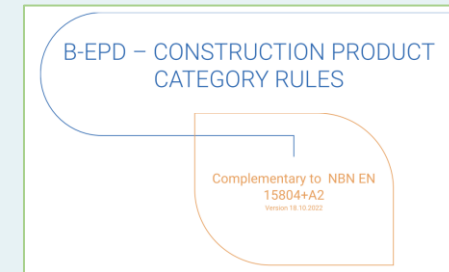 B-EPD – CONSTRUCTION PRODUCT
CATEGORY RULES
Complementary to NBN EN
15804+A2
Version 18.10.2022